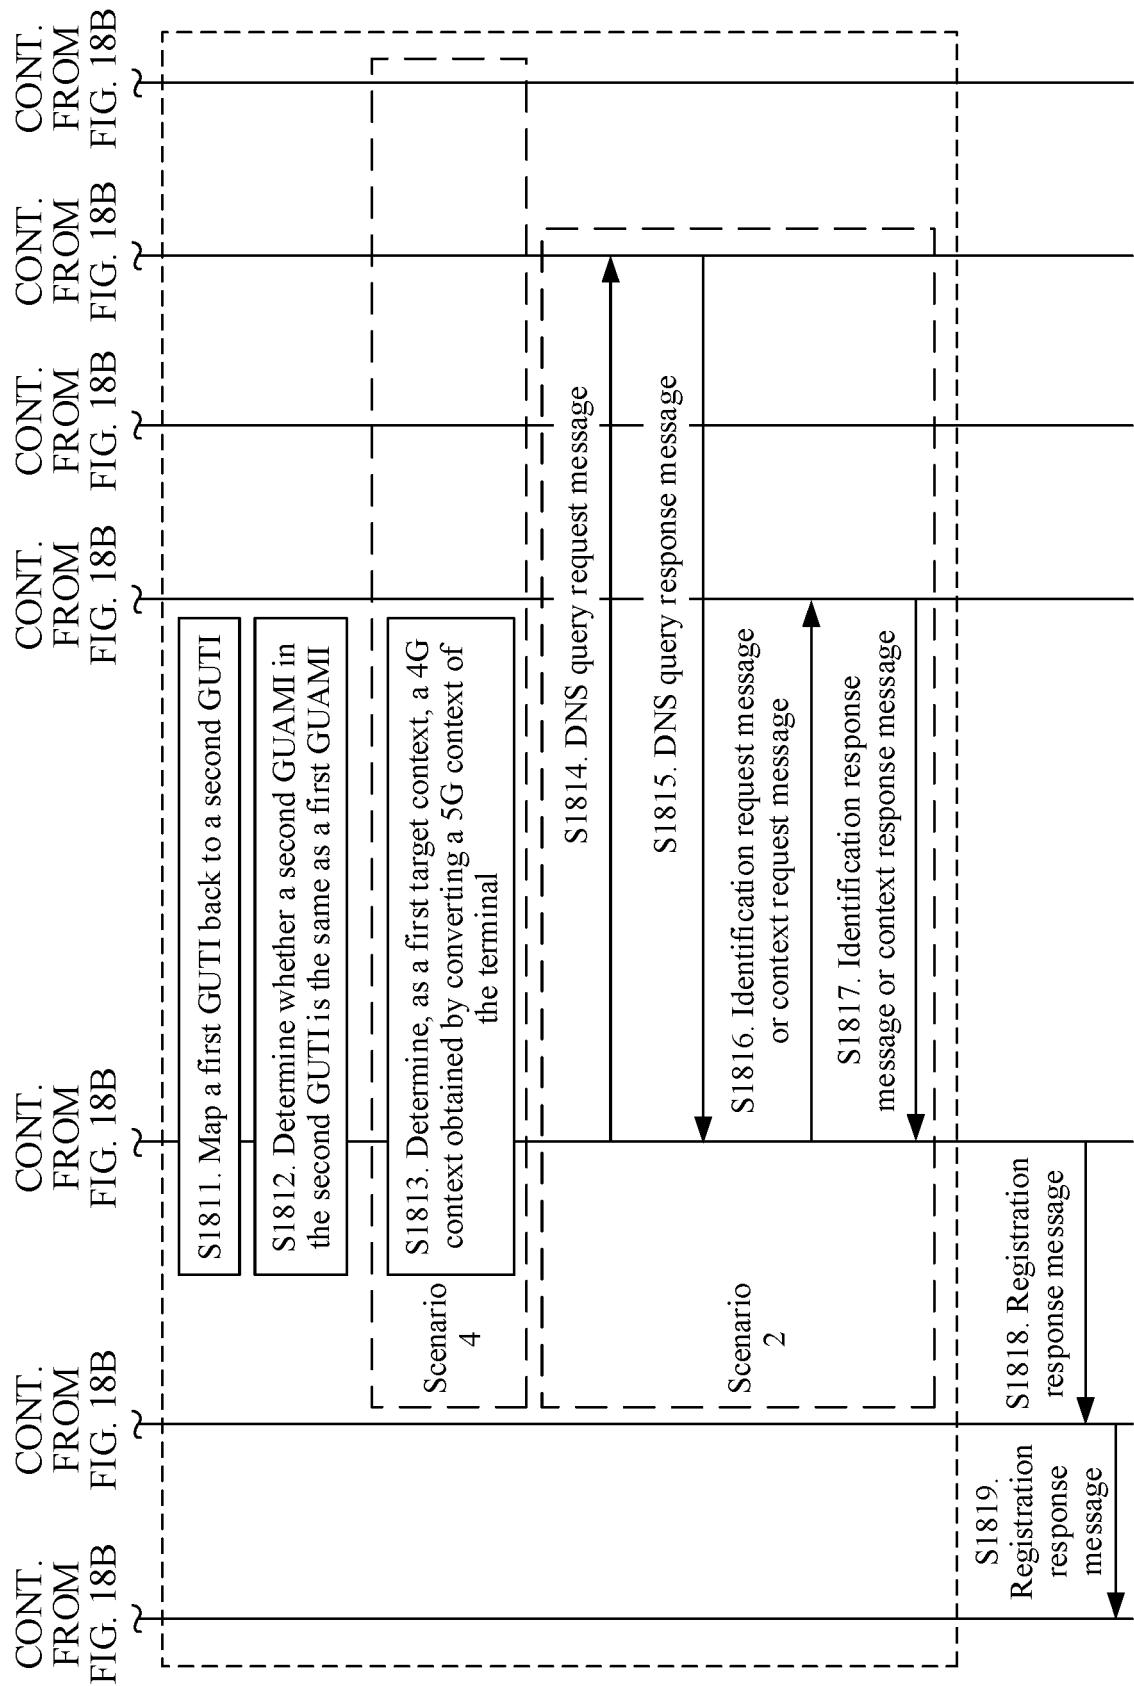 CONT.
FROM
FIG. 18B
CONT.
FROM
FIG. 18B
CONT.
FROM
FIG. 18B
CONT.
FROM
FIG. 18B
CONT.
FROM
FIG. 18B
CONT.
FROM
FIG. 18B
CONT.
FROM
FIG. 18B
S1811. Map a first GUTI back to a second GUTI
S1812. Determine whether a second GUAMI in
the second GUTI is the same as a first GUAMI
Scenario
4
S1813. Determine, as a first target context, a 4G
context obtained by converting a 5G context of
the terminal
Scenario
2
S1814. DNS query request message
S1815. DNS query response message
S1816. Identification request message
or context request message
S1817. Identification response
message or context response message
S1818. Registration
response message
S1819.
Registration
response
message